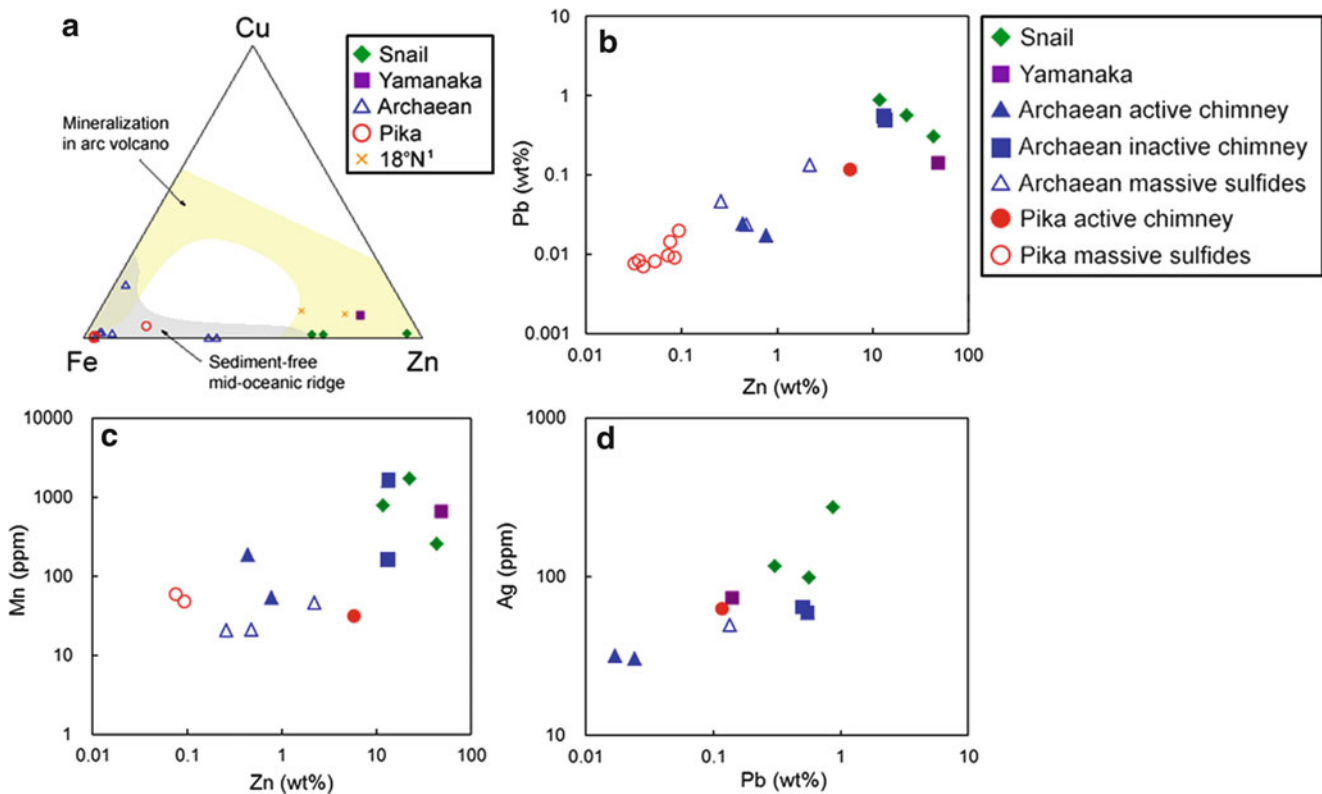 a
Cu
Snail
Yamanaka
Archaean
Pika
18°N¹
Mineralization
in arc volcano
Fe
Zn
Sediment-free
mid-oceanic ridge
b
Pb (wt%)
10
1
0.1
0.01
0.001
0.01
0.1
1
10
100
Zn (wt%)
Snail
Yamanaka
Archaean active chimney
Archaean inactive chimney
Archaean massive sulfides
Pika active chimney
Pika massive sulfides
c
Mn (ppm)
10000
1000
100
10
1
0.01
0.1
1
10
100
Zn (wt%)
d
Ag (ppm)
1000
100
10
0.01
0.1
1
10
Pb (wt%)